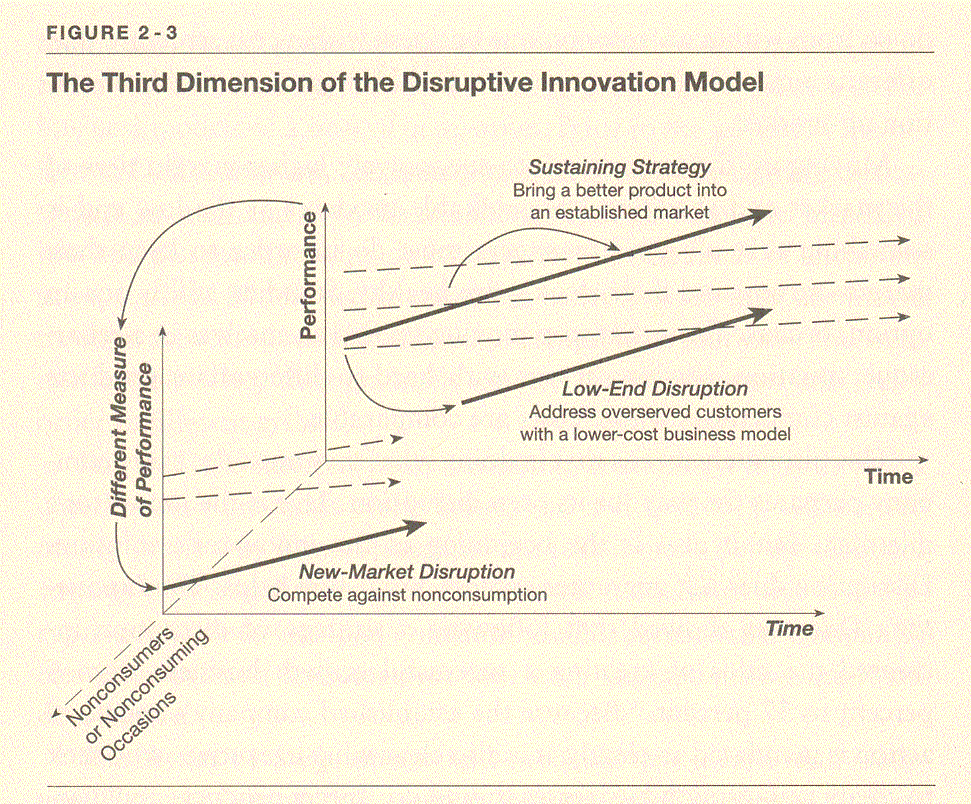 FIGURE 2-3
The Third Dimension of the Disruptive Innovation Model
Sustaining Strategy
Bring a better product into
an established market
Performance
Different Measure
of Performance
Low-End Disruption
Address overserved customers
with a lower-cost business model
Time
New-Market Disruption
Compete against nonconsumption
Time
Nonconsumers
or Nonconsuming
Occasions